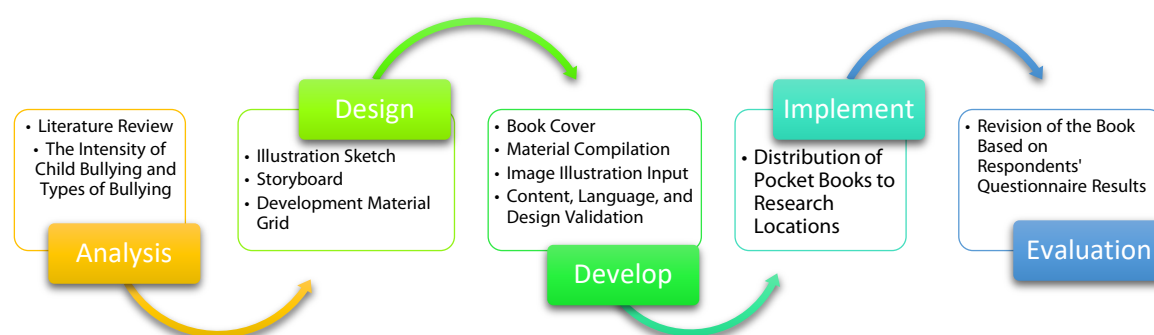 • Literature Review
• The Intensity of
Child Bullying and
Types of Bullying
Analysis
Design
• Illustration Sketch
• Storyboard
• Development Material
Grid
• Book Cover
• Material Compilation
• Image Illustration Input
• Content, Language, and
Design Validation
Develop
Implement
• Distribution of
Pocket Books to
Research
Locations
• Revision of the Book
Based on
Respondents'
Questionnaire Results
Evaluation